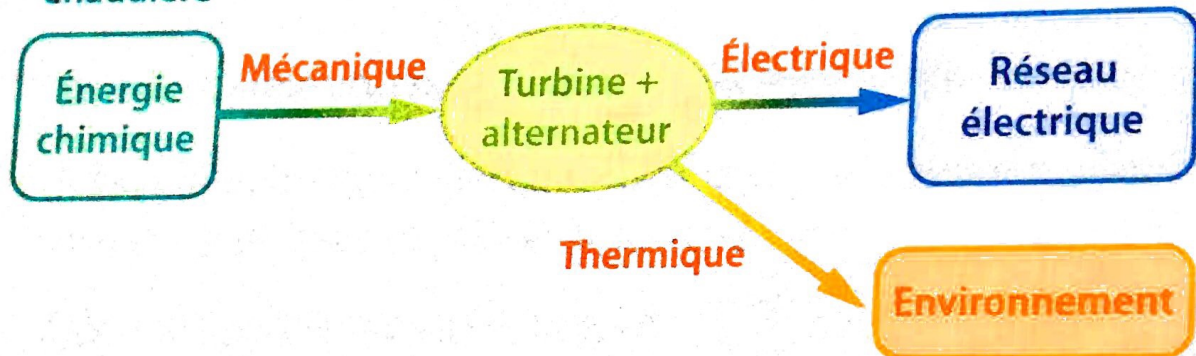 Énergie
chimique
Mécanique
Turbine +
alternateur
Électrique
Réseau
électrique
Thermique
Environnement